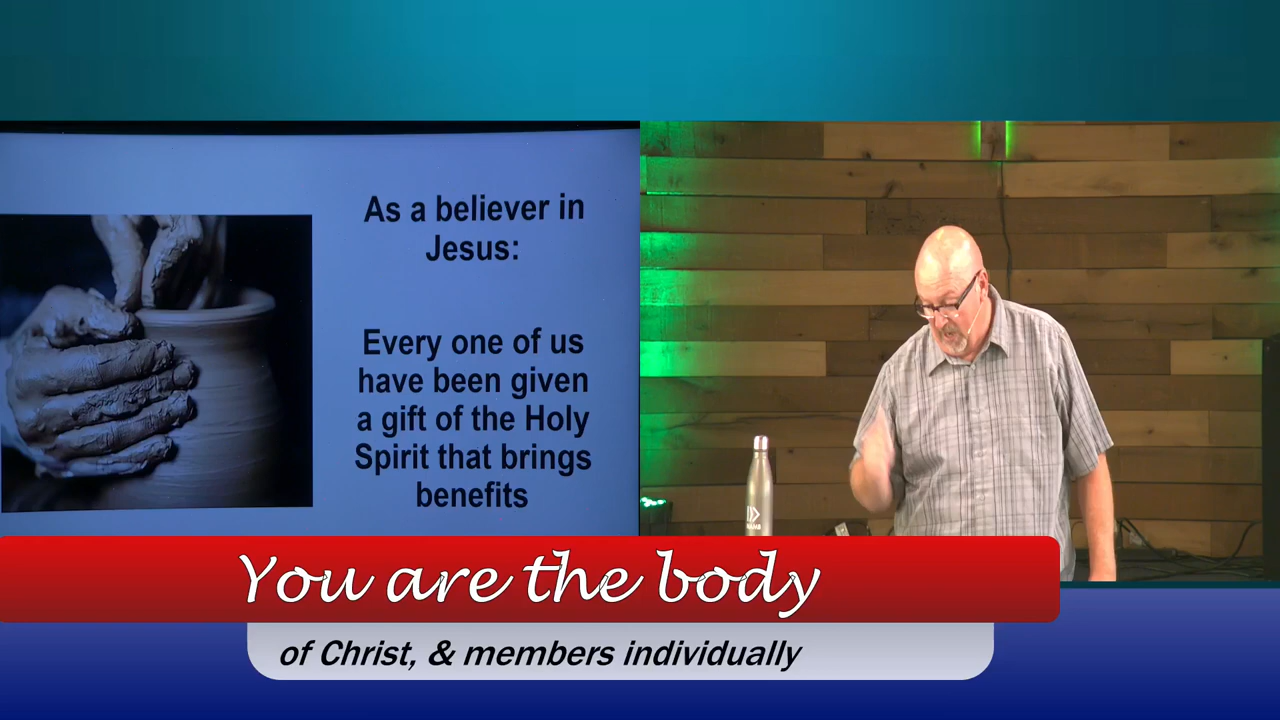 As a believer in
Jesus:
Every one of us
have been given
a gift of the Holy
Spirit that brings
benefits
You are the body
of Christ, & members individually